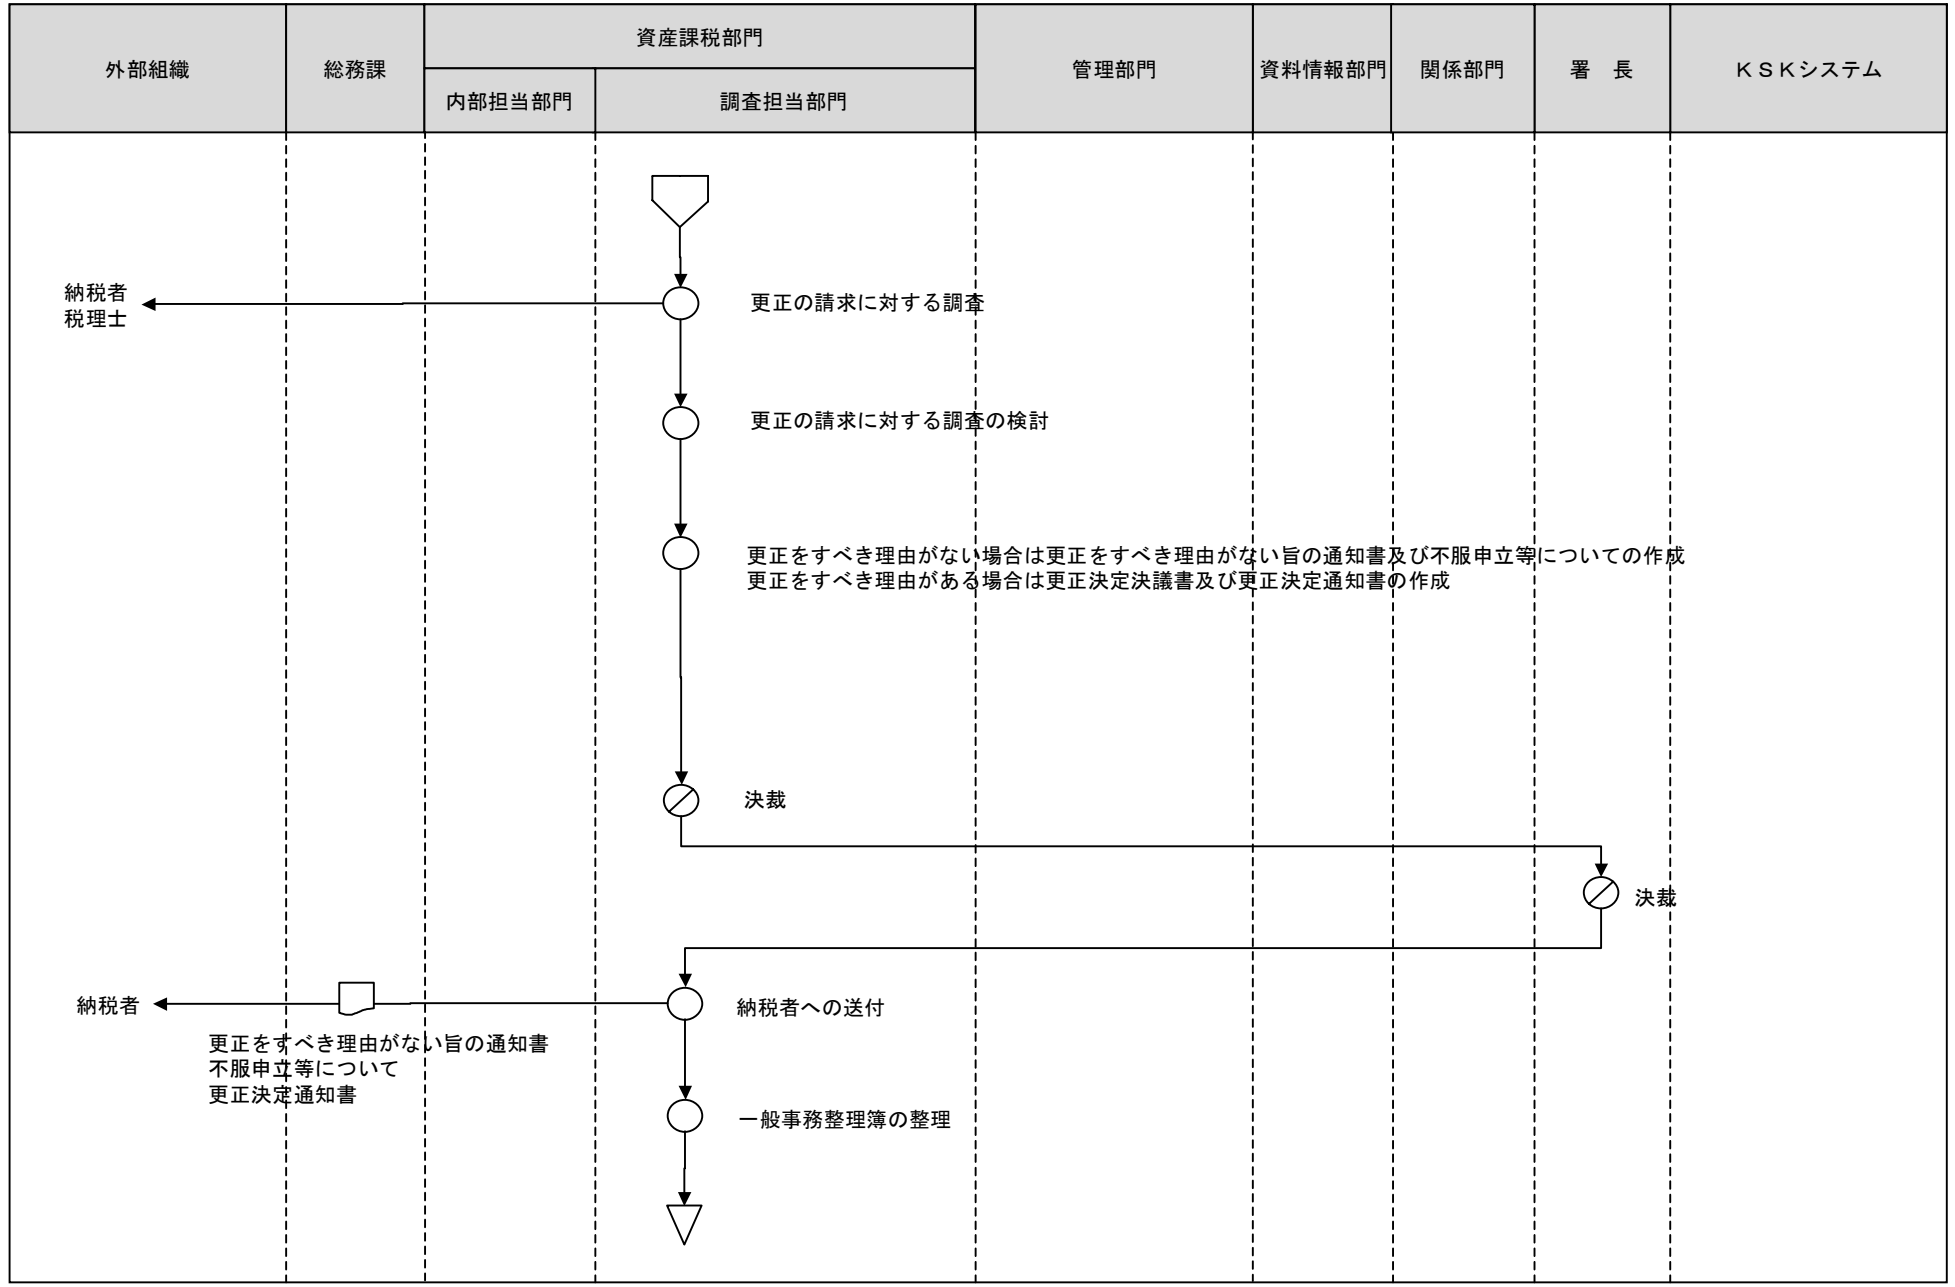 外部組織
総務課
資産課税部門
内部担当部門
調査担当部門
管理部門
資料情報部門
関係部門
署　長
ＫＳＫシステム
納税者
税理士
更正の請求に対する調査
更正の請求に対する調査の検討
更正をすべき理由がない場合は更正をすべき理由がない旨の通知書及び不服申立等についての作成
更正をすべき理由がある場合は更正決定決議書及び更正決定通知書の作成
決裁
決裁
納税者
納税者への送付
更正をすべき理由がない旨の通知書
不服申立等について
更正決定通知書
一般事務整理簿の整理